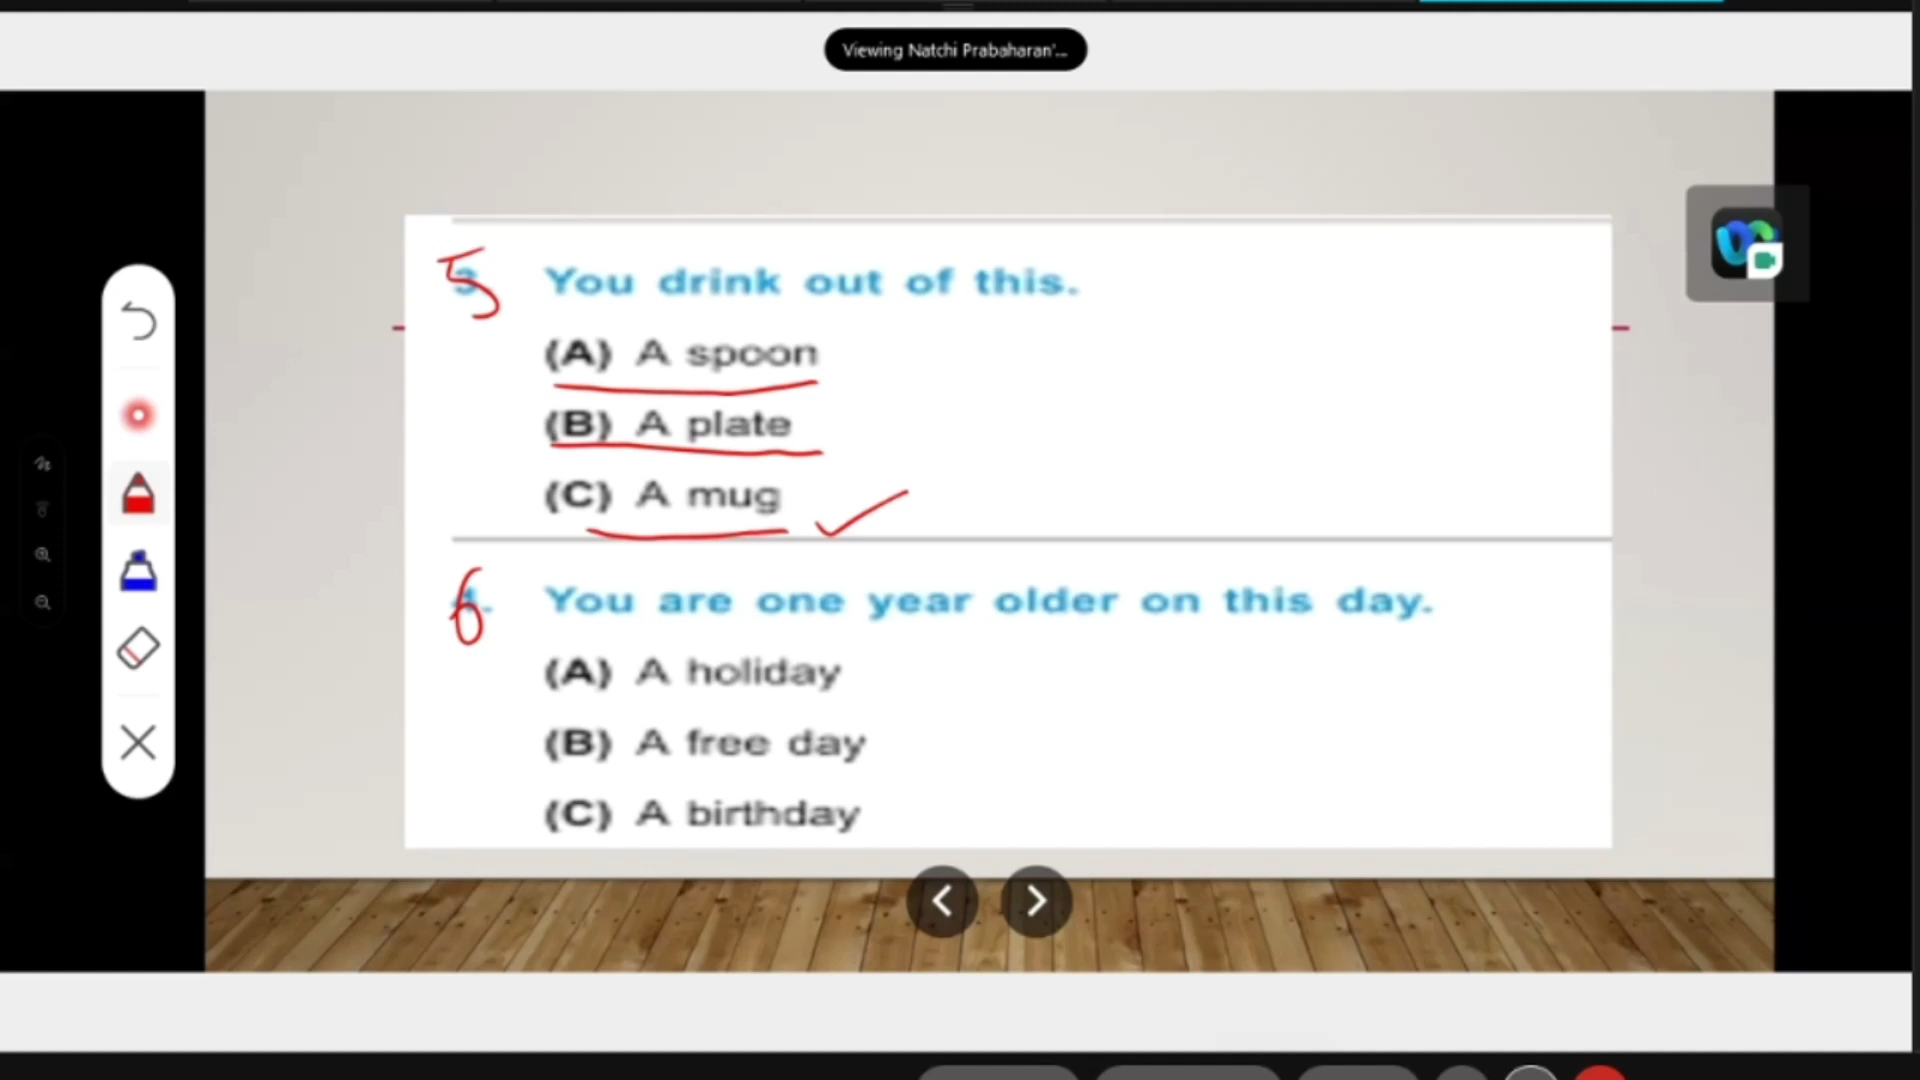 Viewing Natchi Prabaharan'...
5 You drink out of this.
(A) A spoon
(B) A plate
(C) A mug
6 You are one year older on this day.
(A) A holiday
(B) A free day
(C) A birthday